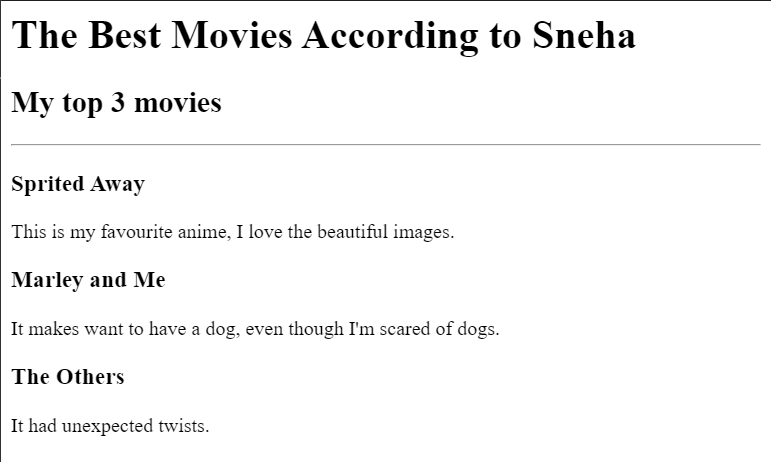 The Best Movies According to Sneha
My top 3 movies
Sprited Away
This is my favourite anime, I love the beautiful images.
Marley and Me
It makes want to have a dog, even though I'm scared of dogs.
The Others
It had unexpected twists.